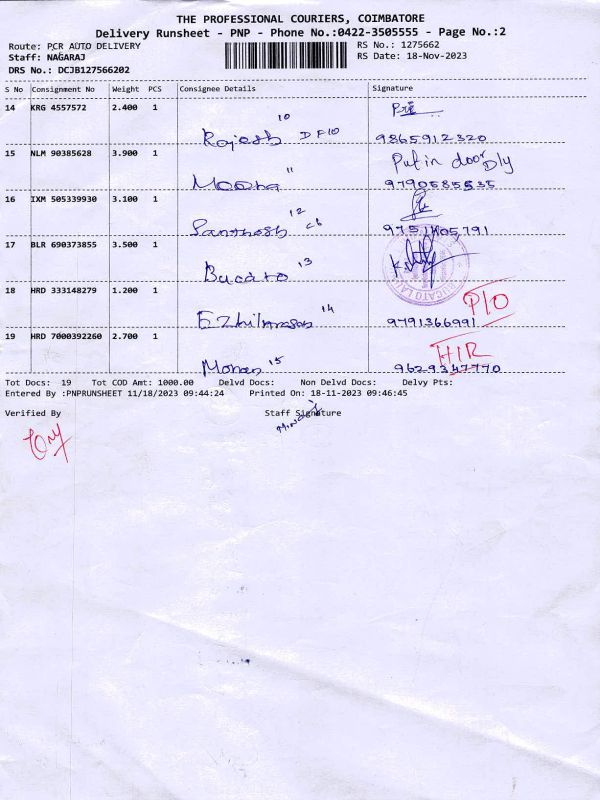 THE PROFESSIONAL COURIERS, COIMBATORE
Delivery Runsheet - PNP - Phone No.:0422-3505555 - Page No.:2
Route: PCR AUTO DELIVERY RS No.: 1275662
Staff: NAGARAJ RS Date: 18-Nov-2023
DRS No.: DCJB127566202
S No Consignment No Weight PCS Consignee Details Signature
14 KRG 4557572 2.400 1
10
Rajesh DF10 9865912320
15 NLM 90385628 3.900 1 Put in door Dly
11
Meena 9790585535
16 IXM 505339930 3.100 1
12
Santhosh 9751405791
17 BLR 690373855 3.500 1
13
Bucato
18 HRD 333148279 1.200 1 P/O
14
Ezhilarasan 9791366991
19 HRD 7000392260 2.700 1 H/R
15
Mohan 9629347770
Tot Docs: 19 Tot COD Amt: 1000.00 Delvd Docs: Non Delvd Docs: Delvy Pts:
Entered By :PNPRUNSHEET 11/18/2023 09:44:24 Printed On: 18-11-2023 09:46:45
Verified By Staff Signature